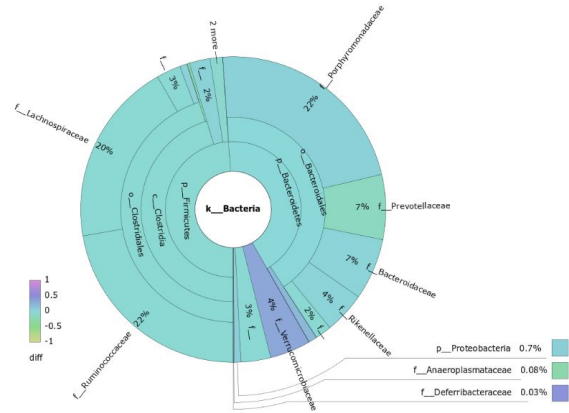 2 more
f__
3%
f__
2%
f__Porphyromonadaceae
22%
f__Lachnospiraceae
20%
o__Clostridiales
c__Clostridia
p__Firmicutes
k__Bacteria
p__Bacteroidetes
o__Bacteroidales
7%
f__Prevotellaceae
7%
f__Bacteroidaceae
4%
f__Rikenellaceae
2%
f__
4%
f__Verrucomicrobiaceae
3%
f__
22%
f__Ruminococcaceae
1
0.5
0
-0.5
-1
diff
p__Proteobacteria 0.7%
f__Anaeroplasmataceae 0.08%
f__Deferribacteraceae 0.03%